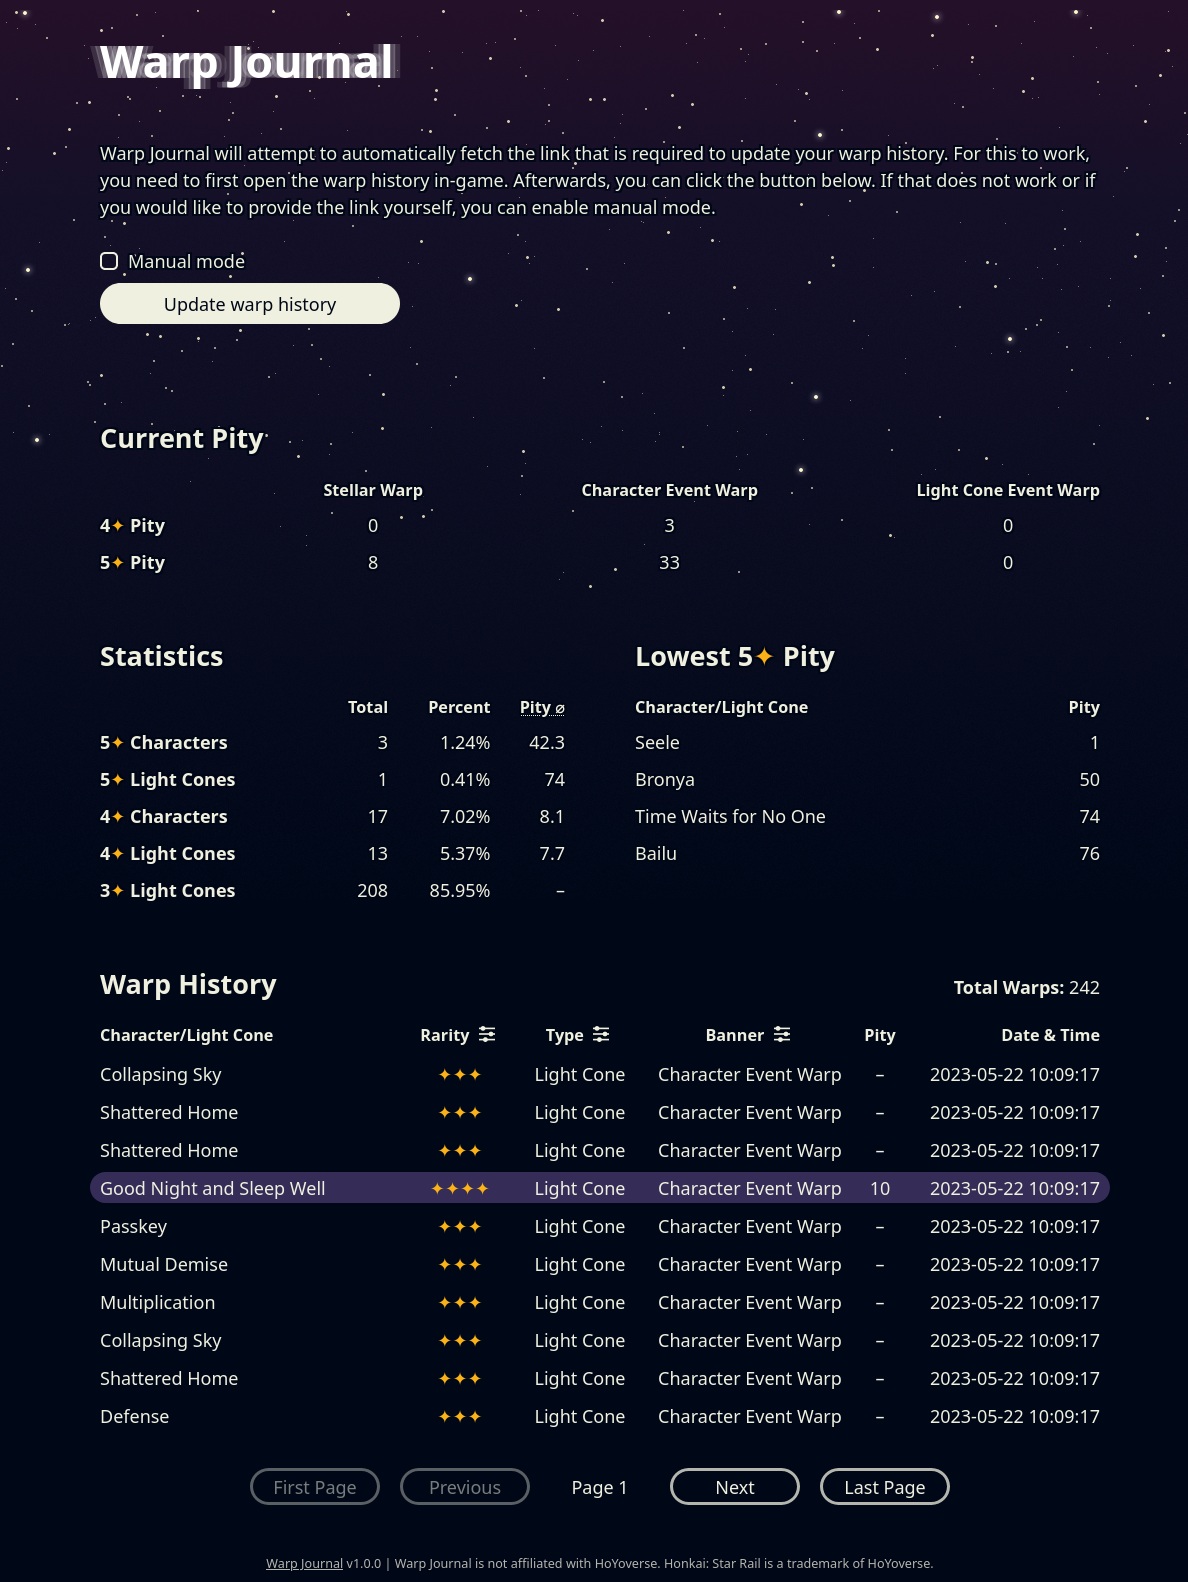 Warp Journal
Warp Journal will attempt to automatically fetch the link that is required to update your warp history. For this to work,
you need to first open the warp history in-game. Afterwards, you can click the button below. If that does not work or if
you would like to provide the link yourself, you can enable manual mode.
Manual mode
Update warp history
Current Pity
Stellar Warp Character Event Warp Light Cone Event Warp
4✦ Pity 0 3 0
5✦ Pity 8 33 0
Statistics
Total Percent Pity ⌀
5✦ Characters 3 1.24% 42.3
5✦ Light Cones 1 0.41% 74
4✦ Characters 17 7.02% 8.1
4✦ Light Cones 13 5.37% 7.7
3✦ Light Cones 208 85.95% –
Lowest 5✦ Pity
Character/Light Cone Pity
Seele 1
Bronya 50
Time Waits for No One 74
Bailu 76
Warp History Total Warps: 242
Character/Light Cone Rarity Type Banner Pity Date & Time
Collapsing Sky ✦✦✦ Light Cone Character Event Warp – 2023-05-22 10:09:17
Shattered Home ✦✦✦ Light Cone Character Event Warp – 2023-05-22 10:09:17
Shattered Home ✦✦✦ Light Cone Character Event Warp – 2023-05-22 10:09:17
Good Night and Sleep Well ✦✦✦✦ Light Cone Character Event Warp 10 2023-05-22 10:09:17
Passkey ✦✦✦ Light Cone Character Event Warp – 2023-05-22 10:09:17
Mutual Demise ✦✦✦ Light Cone Character Event Warp – 2023-05-22 10:09:17
Multiplication ✦✦✦ Light Cone Character Event Warp – 2023-05-22 10:09:17
Collapsing Sky ✦✦✦ Light Cone Character Event Warp – 2023-05-22 10:09:17
Shattered Home ✦✦✦ Light Cone Character Event Warp – 2023-05-22 10:09:17
Defense ✦✦✦ Light Cone Character Event Warp – 2023-05-22 10:09:17
First Page Previous Page 1 Next Last Page
Warp Journal v1.0.0 | Warp Journal is not affiliated with HoYoverse. Honkai: Star Rail is a trademark of HoYoverse.